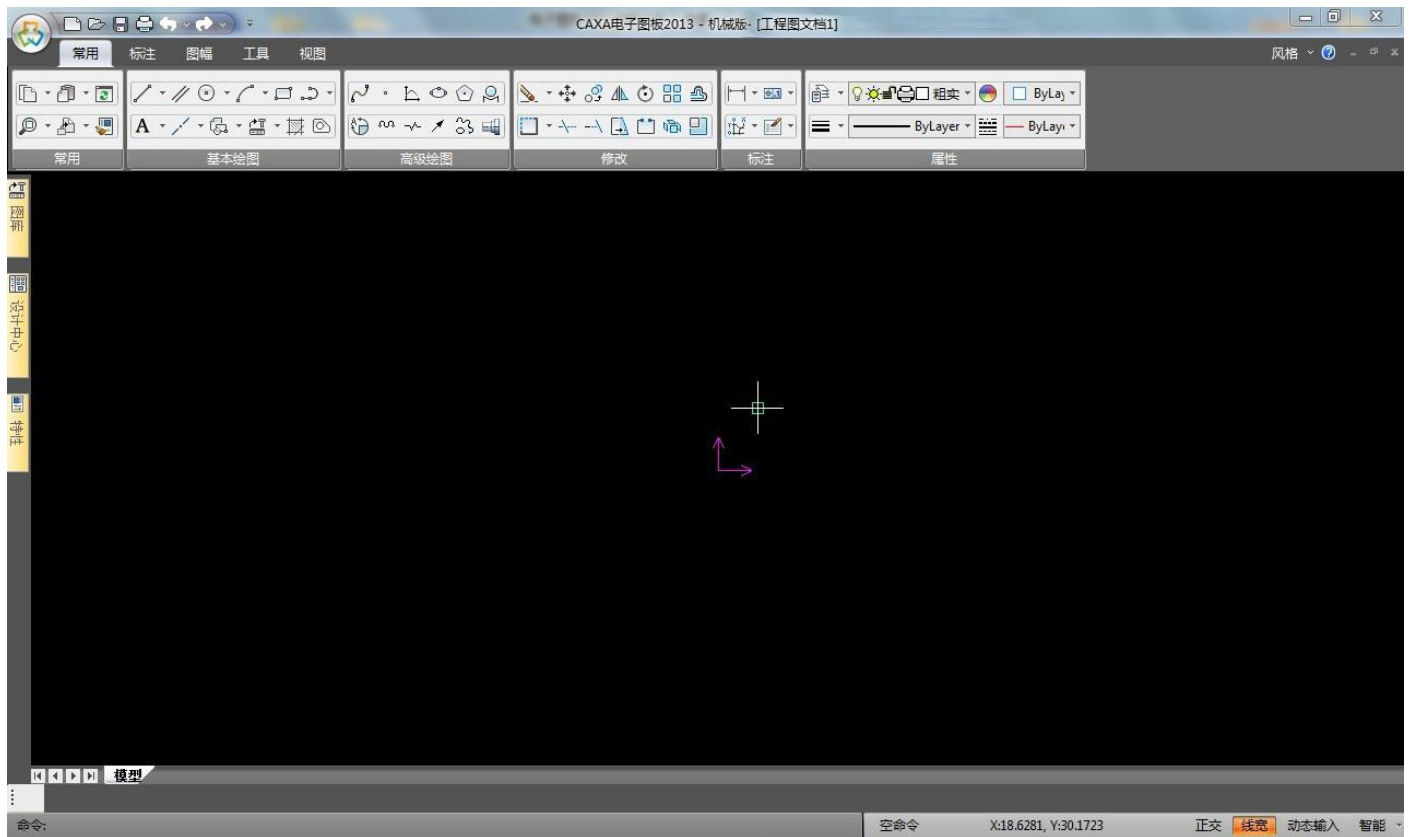 CAXA电子图板2013 - 机械版- [工程图文档1]
常用 标注 图幅 工具 视图 风格
粗实 ByLay
A ByLayer ByLay
常用 基本绘图 高级绘图 修改 标注 属性
图库
设计中心
特性
模型
命令: 空命令 X:18.6281, Y:30.1723 正交 线宽 动态输入 智能